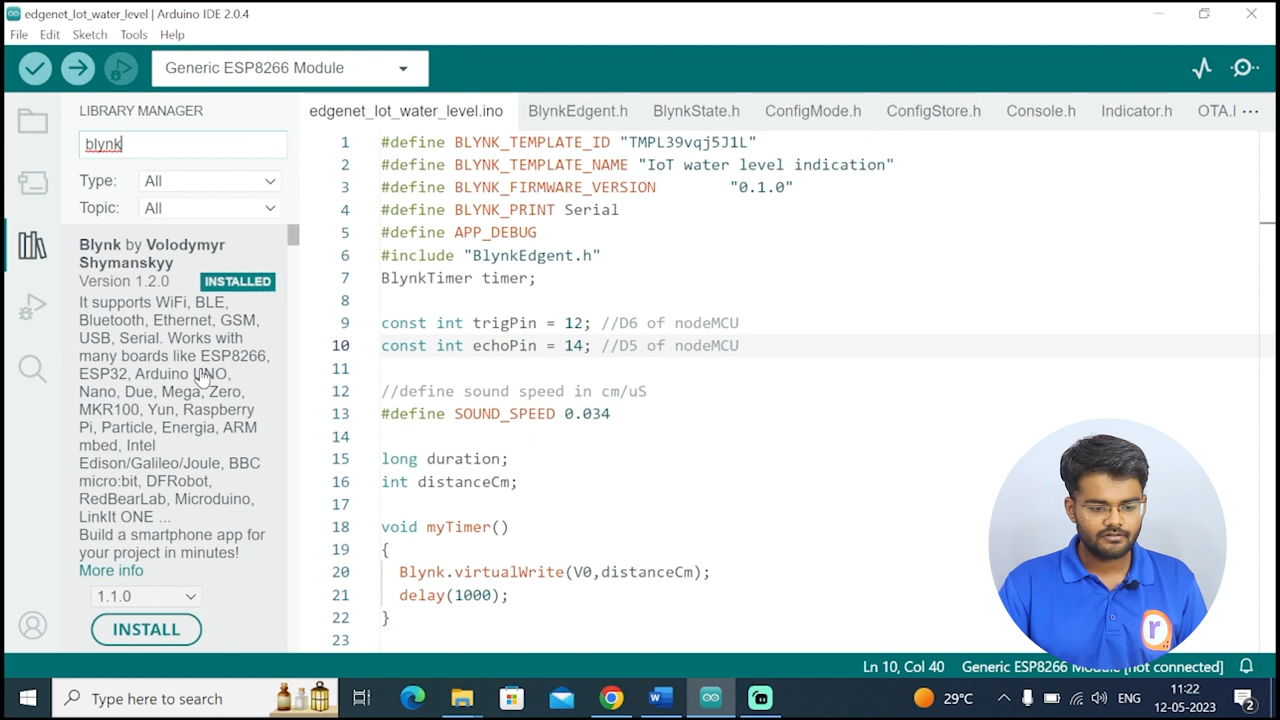 edgenet_Iot_water_level | Arduino IDE 2.0.4
File Edit Sketch Tools Help
Generic ESP8266 Module
LIBRARY MANAGER
blynk
Type: All
Topic: All
Blynk by Volodymyr
Shymanskyy
Version 1.2.0 INSTALLED
It supports WiFi, BLE,
Bluetooth, Ethernet, GSM,
USB, Serial. Works with
many boards like ESP8266,
ESP32, Arduino UNO,
Nano, Due, Mega, Zero,
MKR100, Yun, Raspberry
Pi, Particle, Energia, ARM
mbed, Intel
Edison/Galileo/Joule, BBC
micro:bit, DFRobot,
RedBearLab, Microduino,
LinkIt ONE ...
Build a smartphone app for
your project in minutes!
More info
1.1.0
INSTALL
edgenet_Iot_water_level.ino BlynkEdgent.h BlynkState.h ConfigMode.h ConfigStore.h Console.h Indicator.h OTA.l ...
1 #define BLYNK_TEMPLATE_ID "TMPL39vqj5J1L"
2 #define BLYNK_TEMPLATE_NAME "IoT water level indication"
3 #define BLYNK_FIRMWARE_VERSION "0.1.0"
4 #define BLYNK_PRINT Serial
5 #define APP_DEBUG
6 #include "BlynkEdgent.h"
7 BlynkTimer timer;
8
9 const int trigPin = 12; //D6 of nodeMCU
10 const int echoPin = 14; //D5 of nodeMCU
11
12 //define sound speed in cm/uS
13 #define SOUND_SPEED 0.034
14
15 long duration;
16 int distanceCm;
17
18 void myTimer()
19 {
20 Blynk.virtualWrite(V0,distanceCm);
21 delay(1000);
22 }
23
r
Ln 10, Col 40 Generic ESP8266 Module [not connected]
Type here to search
29°C
ENG
11:22
12-05-2023
2